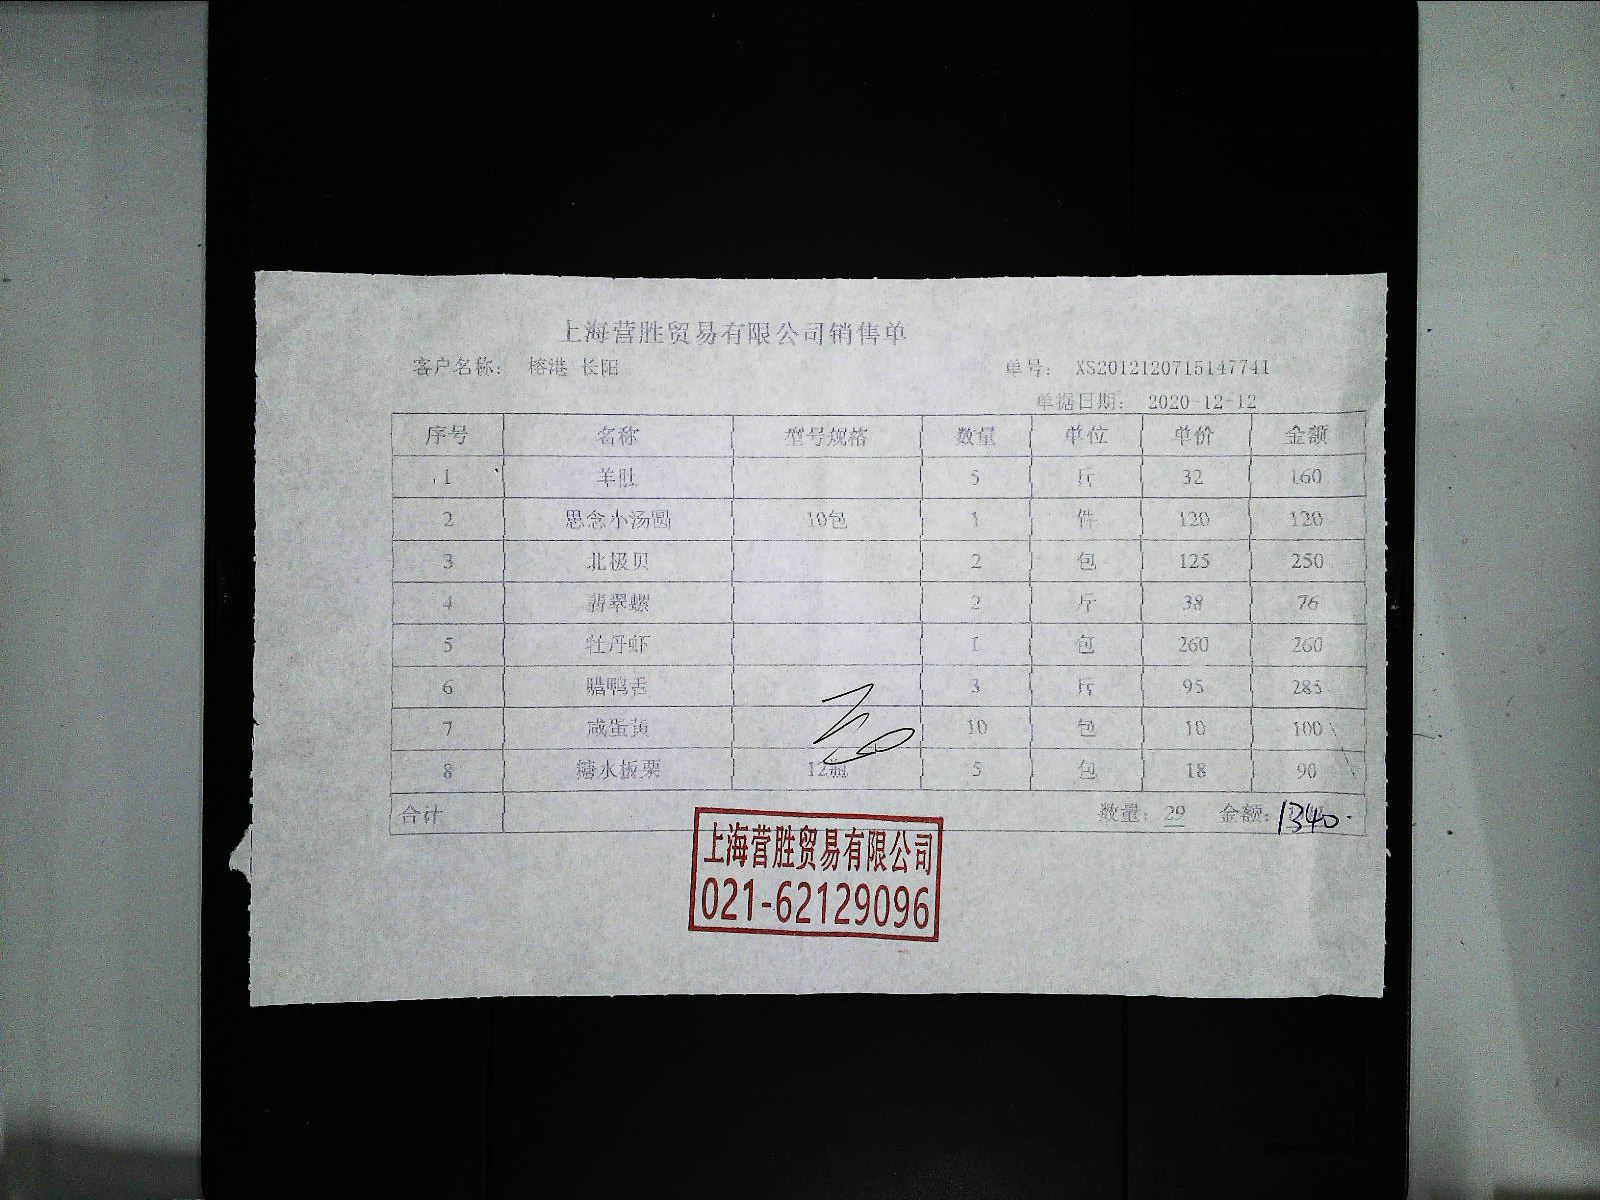 上海营胜贸易有限公司销售单
客户名称： 榕港 长阳 单号： XS20121207151477​41
单据日期： 2020-12-12
序号 名称 型号规格 数量 单位 单价 金额
1 羊肚 5 斤 32 160
2 思念小汤圆 10包 1 件 120 120
3 北极贝 2 包 125 250
4 翡翠螺 2 斤 38 76
5 牡丹虾 1 包 260 260
6 腊鸭舌 3 斤 95 285
7 咸蛋黄 10 包 10 100
8 糖水板栗 12瓶 5 包 18 90
合计 数量：29 金额：1340.
上海营胜贸易有限公司
021-62129096